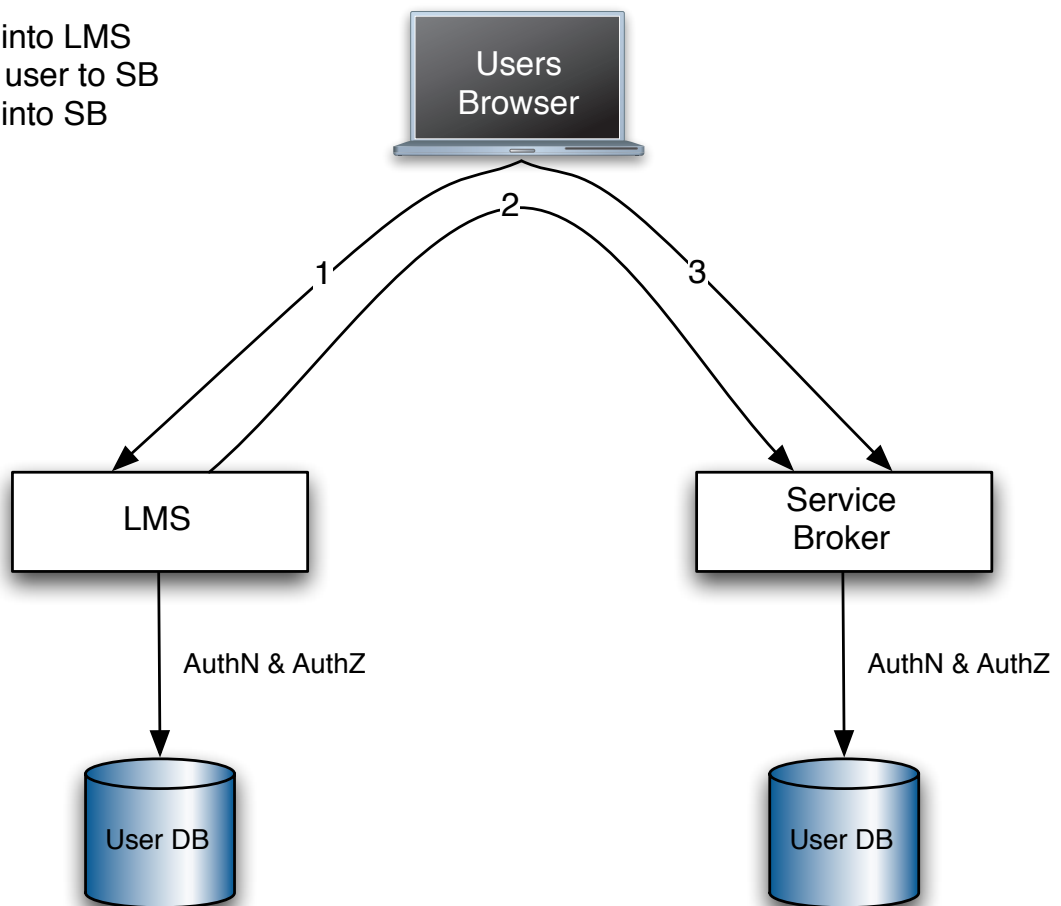 into LMS
user to SB
into SB
Users
Browser
2
1
3
LMS
Service
Broker
AuthN & AuthZ
AuthN & AuthZ
User DB
User DB